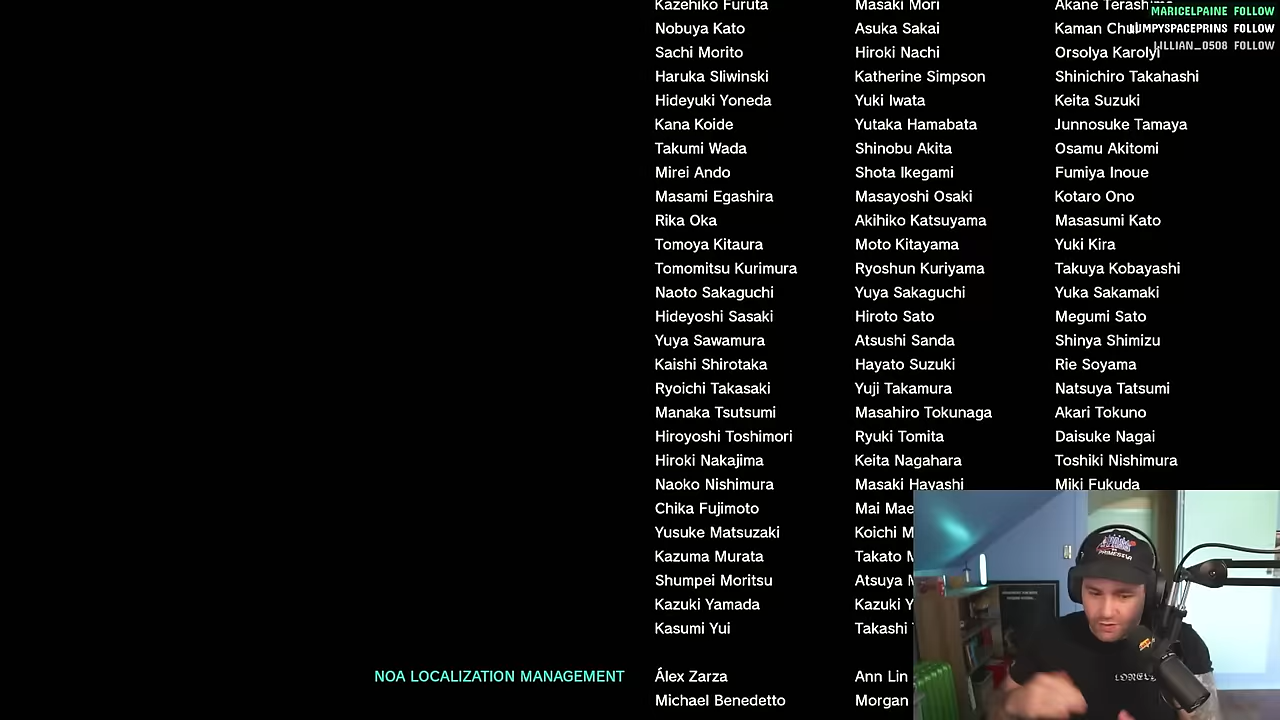 Kazehiko Furuta Masaki Mori Akane Terashima
MARICELPAINE FOLLOW
Nobuya Kato Asuka Sakai Kaman Chui
LUMPYSPACEPRINS FOLLOW
LILLIAN_0508 FOLLOW
Sachi Morito Hiroki Nachi Orsolya Karolyi
Haruka Sliwinski Katherine Simpson Shinichiro Takahashi
Hideyuki Yoneda Yuki Iwata Keita Suzuki
Kana Koide Yutaka Hamabata Junnosuke Tamaya
Takumi Wada Shinobu Akita Osamu Akitomi
Mirei Ando Shota Ikegami Fumiya Inoue
Masami Egashira Masayoshi Osaki Kotaro Ono
Rika Oka Akihiko Katsuyama Masasumi Kato
Tomoya Kitaura Moto Kitayama Yuki Kira
Tomomitsu Kurimura Ryoshun Kuriyama Takuya Kobayashi
Naoto Sakaguchi Yuya Sakaguchi Yuka Sakamaki
Hideyoshi Sasaki Hiroto Sato Megumi Sato
Yuya Sawamura Atsushi Sanda Shinya Shimizu
Kaishi Shirotaka Hayato Suzuki Rie Soyama
Ryoichi Takasaki Yuji Takamura Natsuya Tatsumi
Manaka Tsutsumi Masahiro Tokunaga Akari Tokuno
Hiroyoshi Toshimori Ryuki Tomita Daisuke Nagai
Hiroki Nakajima Keita Nagahara Toshiki Nishimura
Naoko Nishimura Masaki Hayashi Miki Fukuda
Chika Fujimoto Mai
Yusuke Matsuzaki Koichi
Kazuma Murata Takato
Shumpei Moritsu Atsuya
Kazuki Yamada Kazuki
Kasumi Yui Takashi
NOA LOCALIZATION MANAGEMENT Álex Zarza Ann Lin
Michael Benedetto Morgan